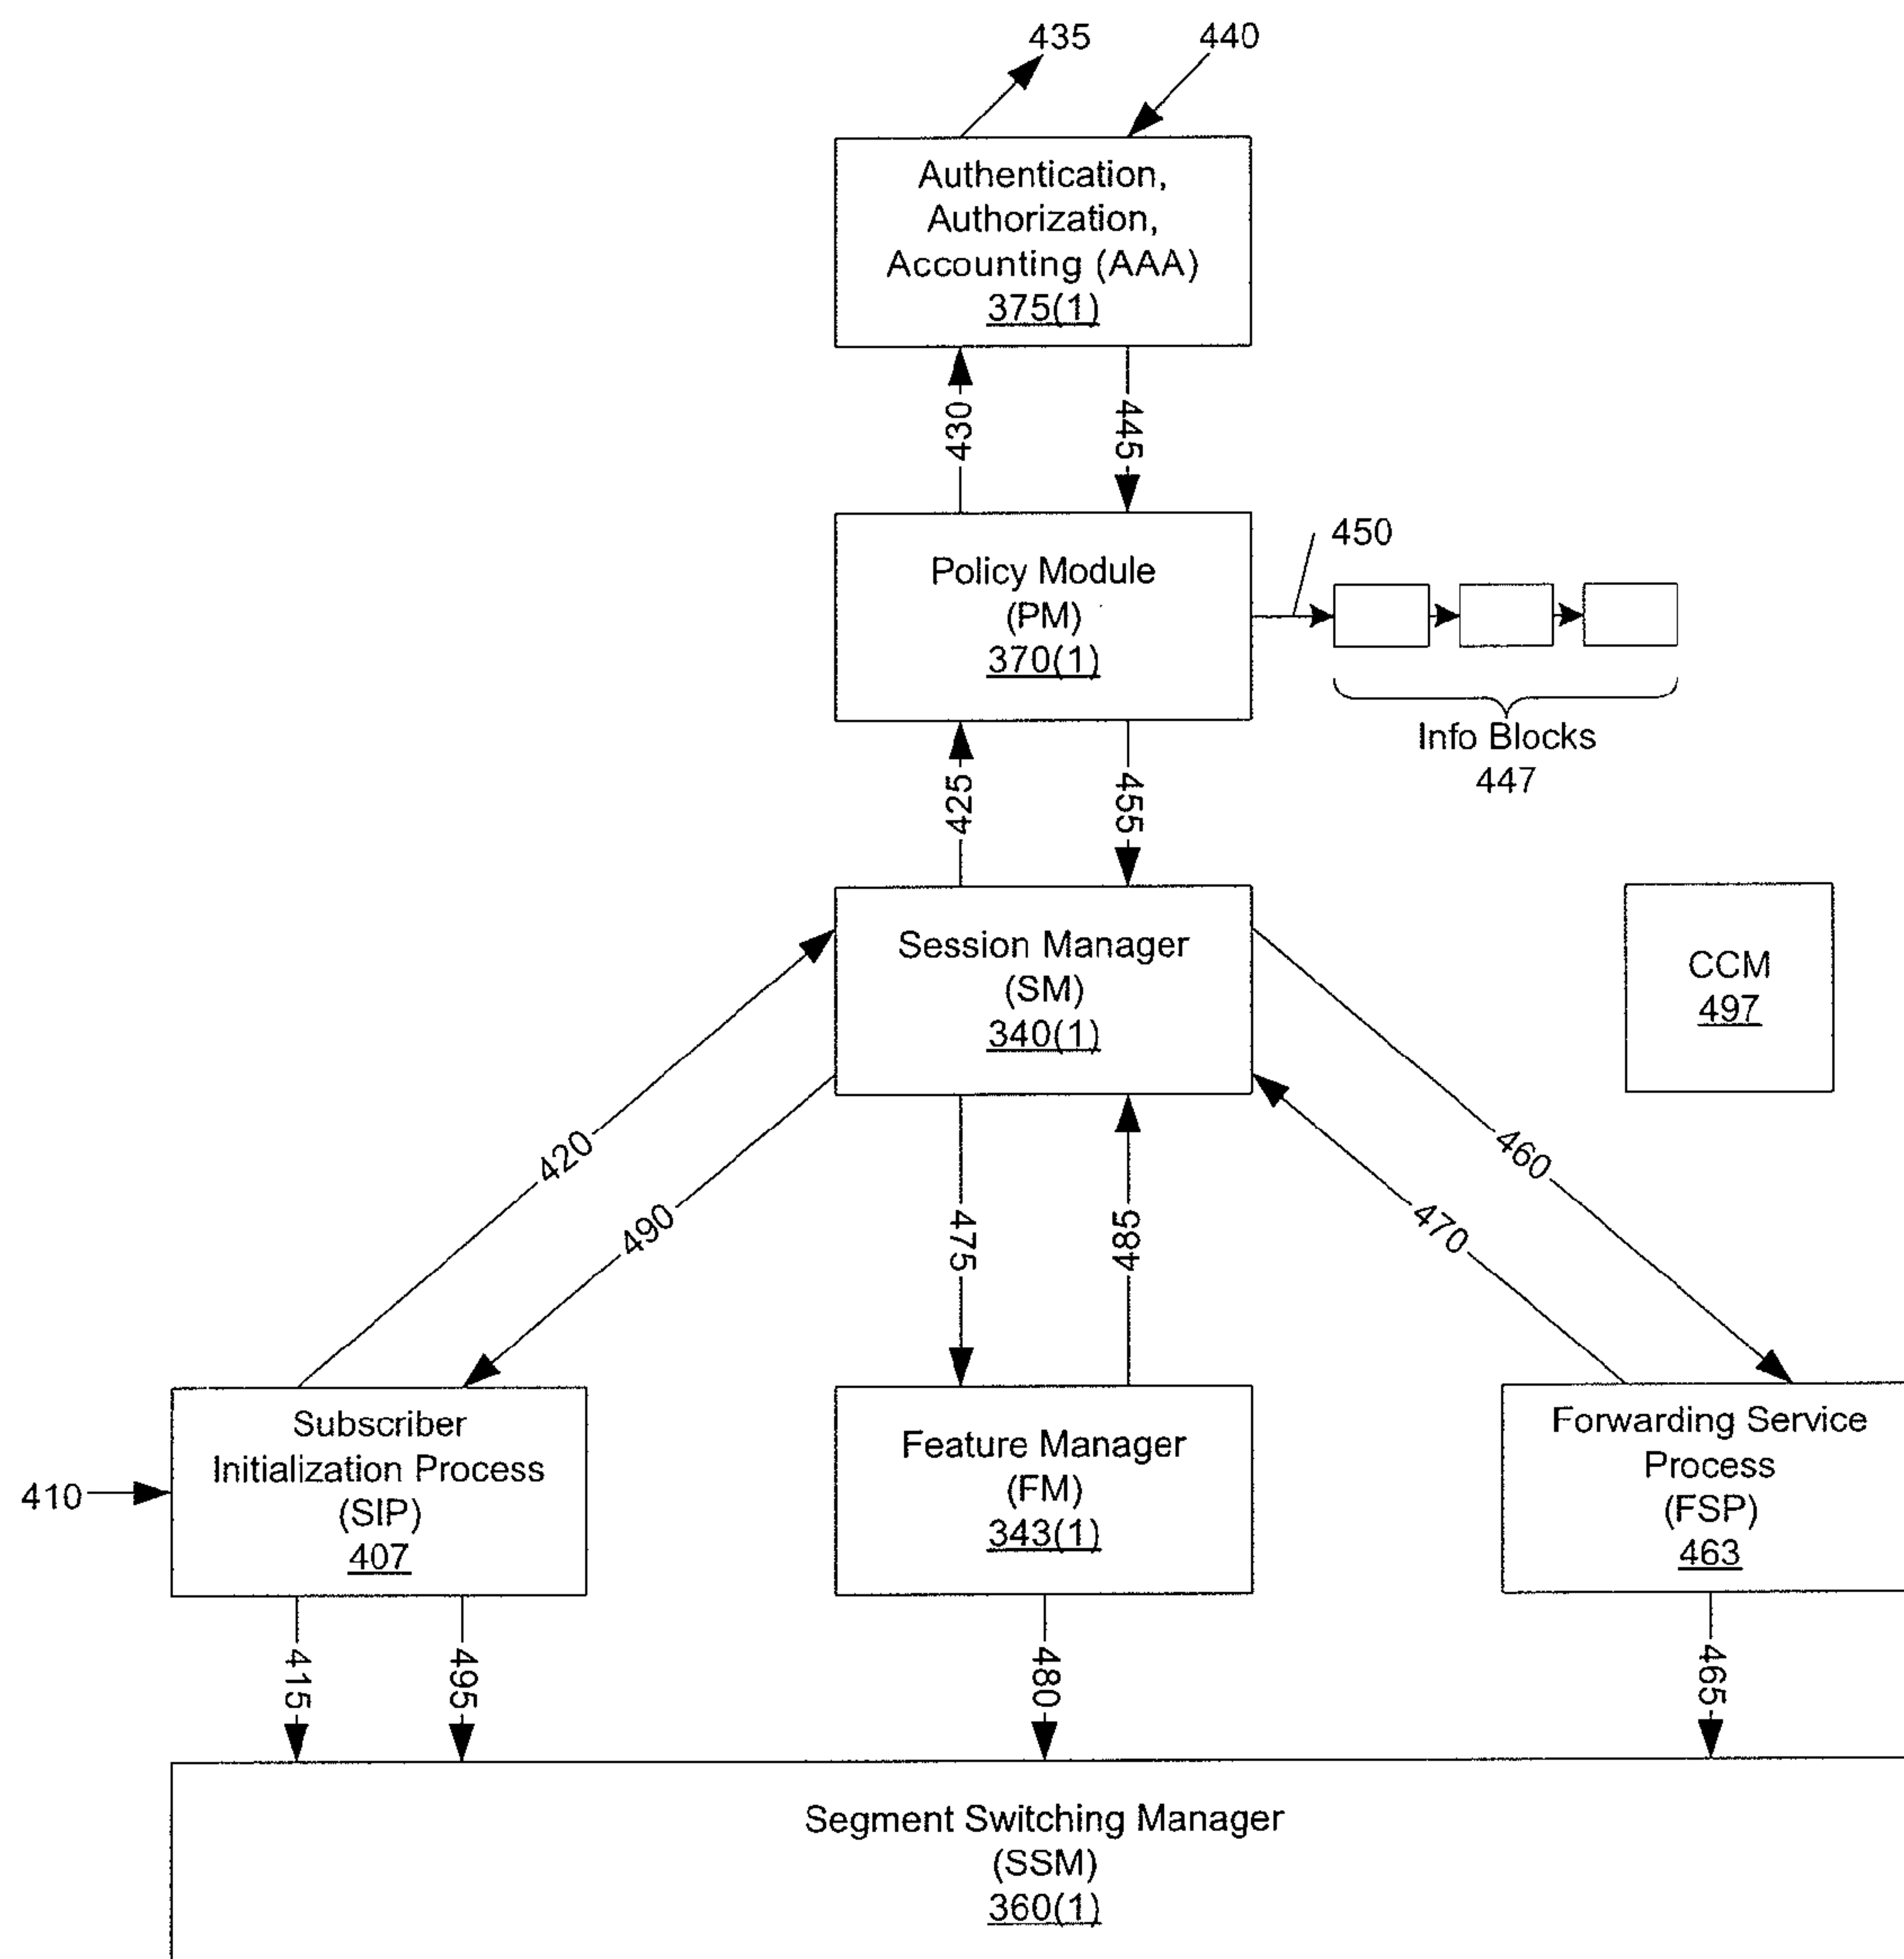 435
440
Authentication,
Authorization,
Accounting (AAA)
375(1)
430
445
450
Policy Module
(PM)
370(1)
Info Blocks
447
425
455
Session Manager
(SM)
340(1)
CCM
497
420
490
475
485
470
460
Subscriber
Initialization Process
(SIP)
407
410
Feature Manager
(FM)
343(1)
Forwarding Service
Process
(FSP)
463
415
495
480
465
Segment Switching Manager
(SSM)
360(1)